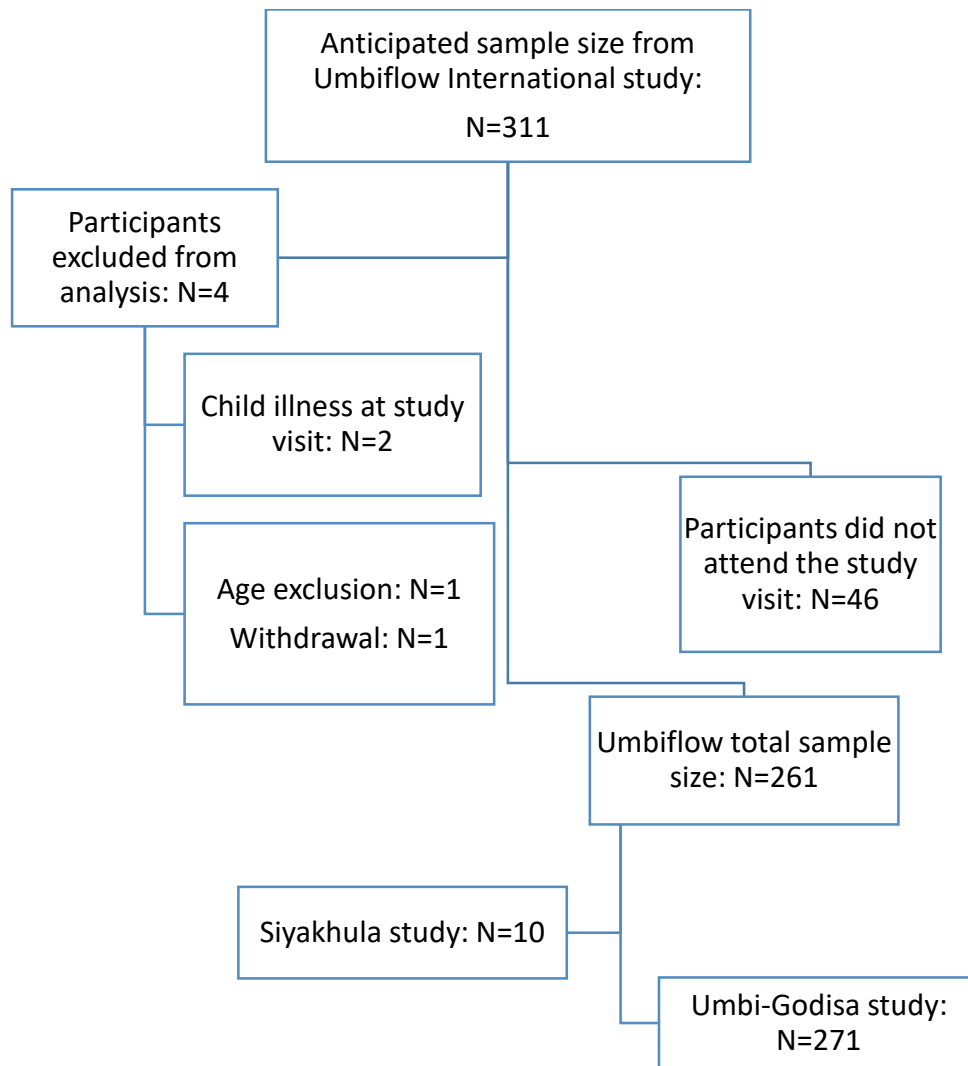 Anticipated sample size from
Umbiflow International study:
N=311
Participants
excluded from
analysis: N=4
Child illness at study
visit: N=2
Age exclusion: N=1
Withdrawal: N=1
Participants did not
attend the study
visit: N=46
Umbiflow total sample
size: N=261
Siyakhula study: N=10
Umbi-Godisa study:
N=271